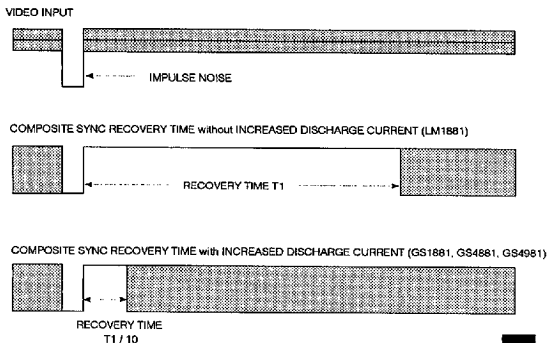 VIDEO INPUT
IMPULSE NOISE
COMPOSITE SYNC RECOVERY TIME without INCREASED DISCHARGE CURRENT (LM1881)
RECOVERY TIME T1
COMPOSITE SYNC RECOVERY TIME with INCREASED DISCHARGE CURRENT (GS1881, GS4881, GS4981)
RECOVERY TIME
T1 / 10